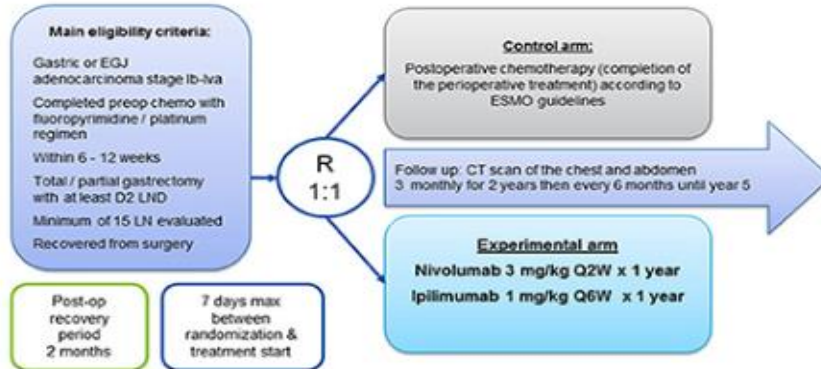 Main eligibility criteria:
Gastric or EGJ
adenocarcinoma stage Ib-Iva
Completed preop chemo with
fluoropyrimidine / platinum
regimen
Within 6 - 12 weeks
Total / partial gastrectomy
with at least D2 LND
Minimum of 15 LN evaluated
Recovered from surgery
Post-op
recovery
period
2 months
7 days max
between
randomization &
treatment start
R
1:1
Control arm:
Postoperative chemotherapy (completion of
the perioperative treatment) according to
ESMO guidelines
Follow up: CT scan of the chest and abdomen
3 monthly for 2 years then every 6 months until year 5
Experimental arm
Nivolumab 3 mg/kg Q2W x 1 year
Ipilimumab 1 mg/kg Q6W x 1 year